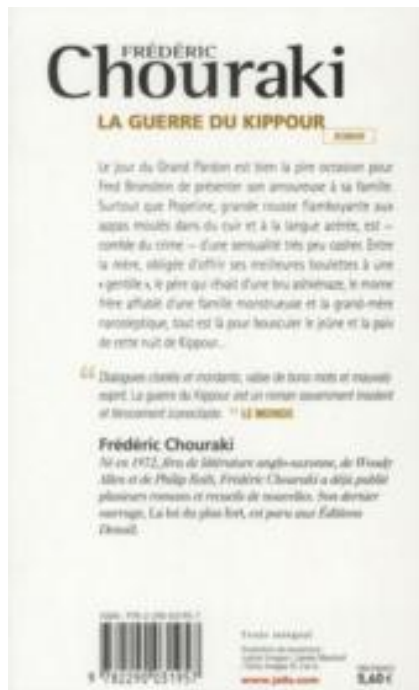 FRÉDÉRIC
Chouraki
LA GUERRE DU KIPPOUR
ROMAN
Le jour du Grand Pardon est bien la pire occasion pour
Fred Bronstein de présenter son amoureuse à sa famille.
Surtout que Popeline, grande rousse flamboyante aux
appas moulés dans du cuir et à la langue acérée, est –
comble du crime – d'une sensualité très peu casher. Entre
la mère, obligée d'offrir ses meilleures boulettes à une
« gentille », le père qui rêvait d'une bru ashkénaze, le morne
frère affublé d'une famille monstrueuse et la grand-mère
narcoleptique, tout est là pour bousculer le jeûne et la paix
de cette nuit de Kippour...
“ Dialogues ciselés et mordants, valse de bons mots et mauvais
esprit. La guerre du Kippour est un roman savamment insolent
et férocement iconoclaste. ” LE MONDE
Frédéric Chouraki
Né en 1972, féru de littérature anglo-saxonne, de Woody
Allen et de Philip Roth, Frédéric Chouraki a déjà publié
plusieurs romans et recueils de nouvelles. Son dernier
ouvrage, La loi du plus fort, est paru aux Éditions
Denoël.
Texte intégral
www.jailu.com
5,60 €
9 782290 031957